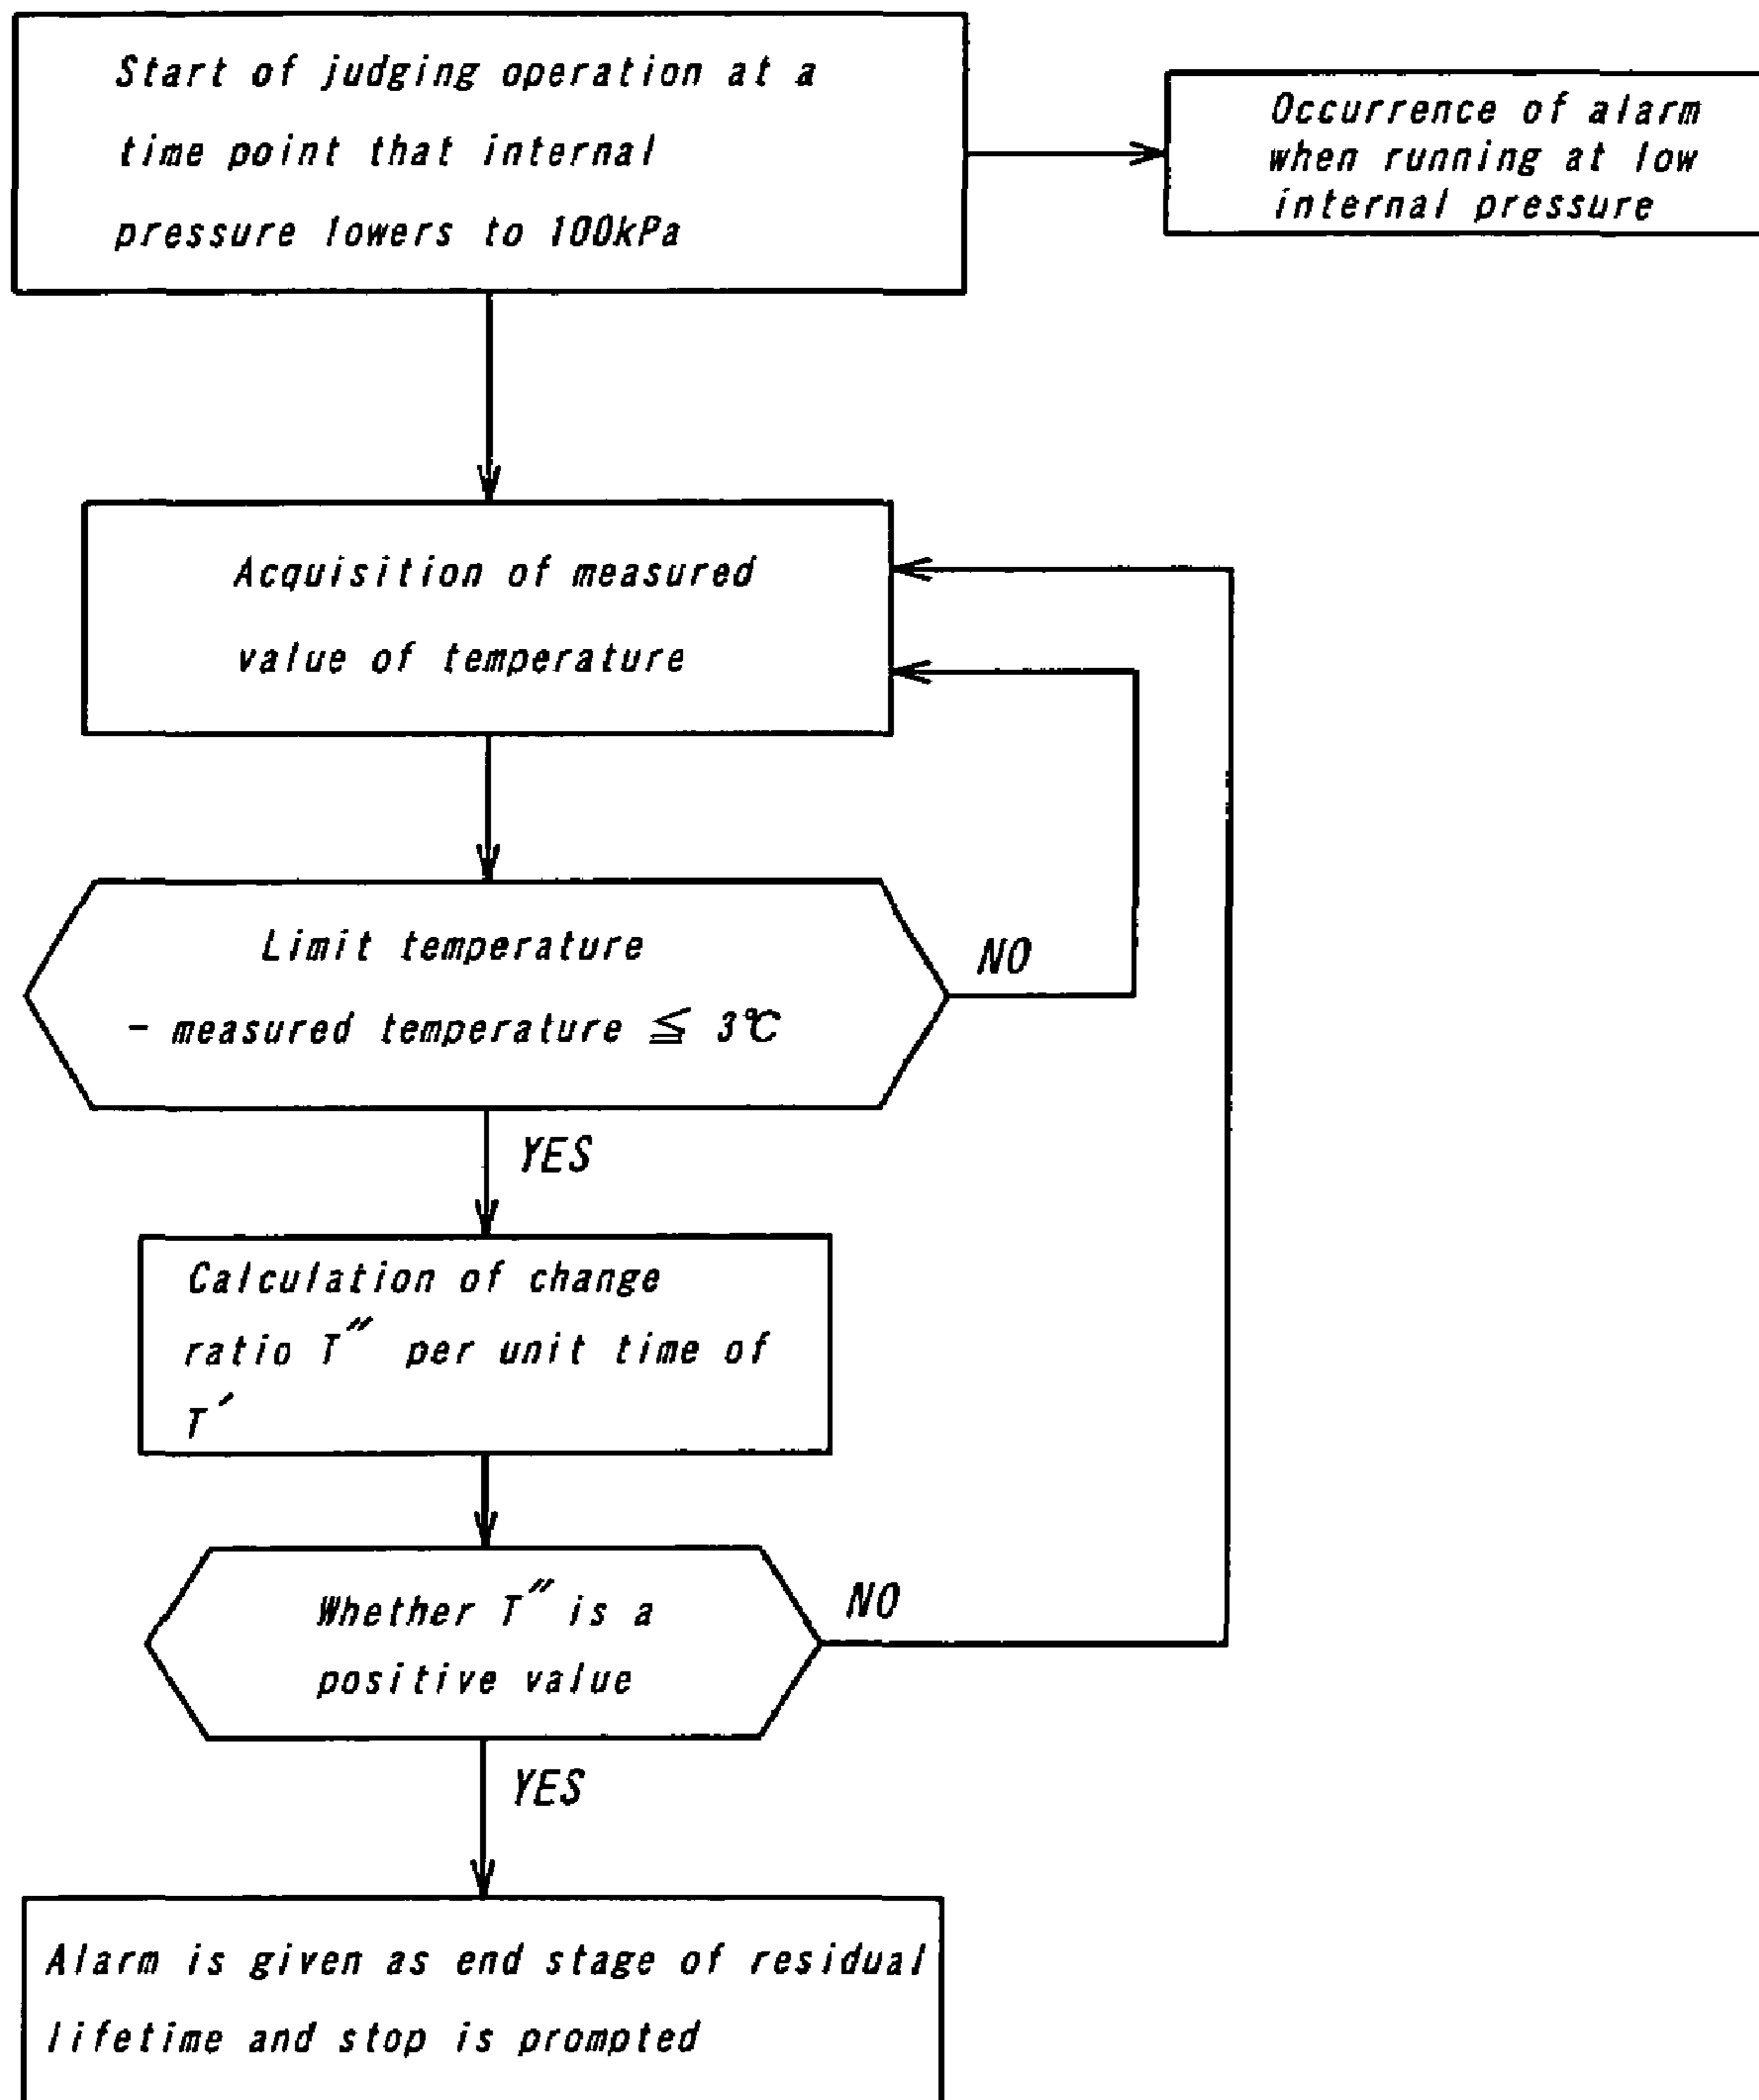 Start of judging operation at a
time point that internal
pressure lowers to 100kPa
Occurrence of alarm
when running at low
internal pressure
Acquisition of measured
value of temperature
Limit temperature
- measured temperature ≦ 3℃
NO
YES
Calculation of change
ratio T″ per unit time of
T′
Whether T″ is a
positive value
NO
YES
Alarm is given as end stage of residual
lifetime and stop is prompted